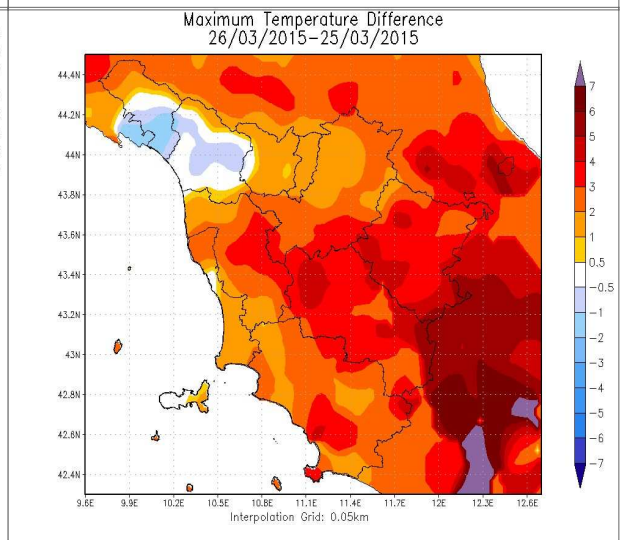 Maximum Temperature Difference
26/03/2015-25/03/2015
44.4N
44.2N
44N
43.8N
43.6N
43.4N
43.2N
43N
42.8N
42.6N
42.4N
9.6E 9.9E 10.2E 10.5E 10.8E 11.1E 11.4E 11.7E 12E 12.3E 12.6E
Interpolation Grid: 0.05km
7
6
5
4
3
2
1
0.5
-0.5
-1
-2
-3
-4
-5
-6
-7